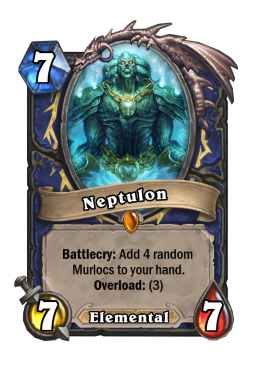 7
Neptulon
Battlecry: Add 4 random
Murlocs to your hand.
Overload: (3)
7
Elemental
7